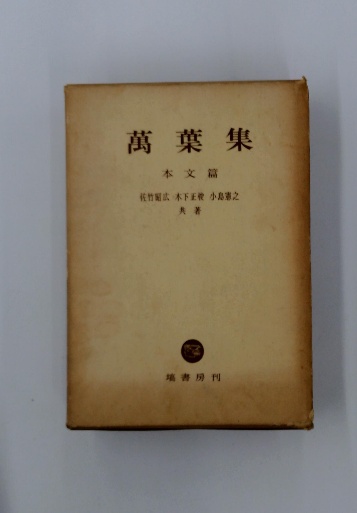 萬葉集
本文篇
佐竹昭広 木下正俊 小島憲之
共著
塙書房刊